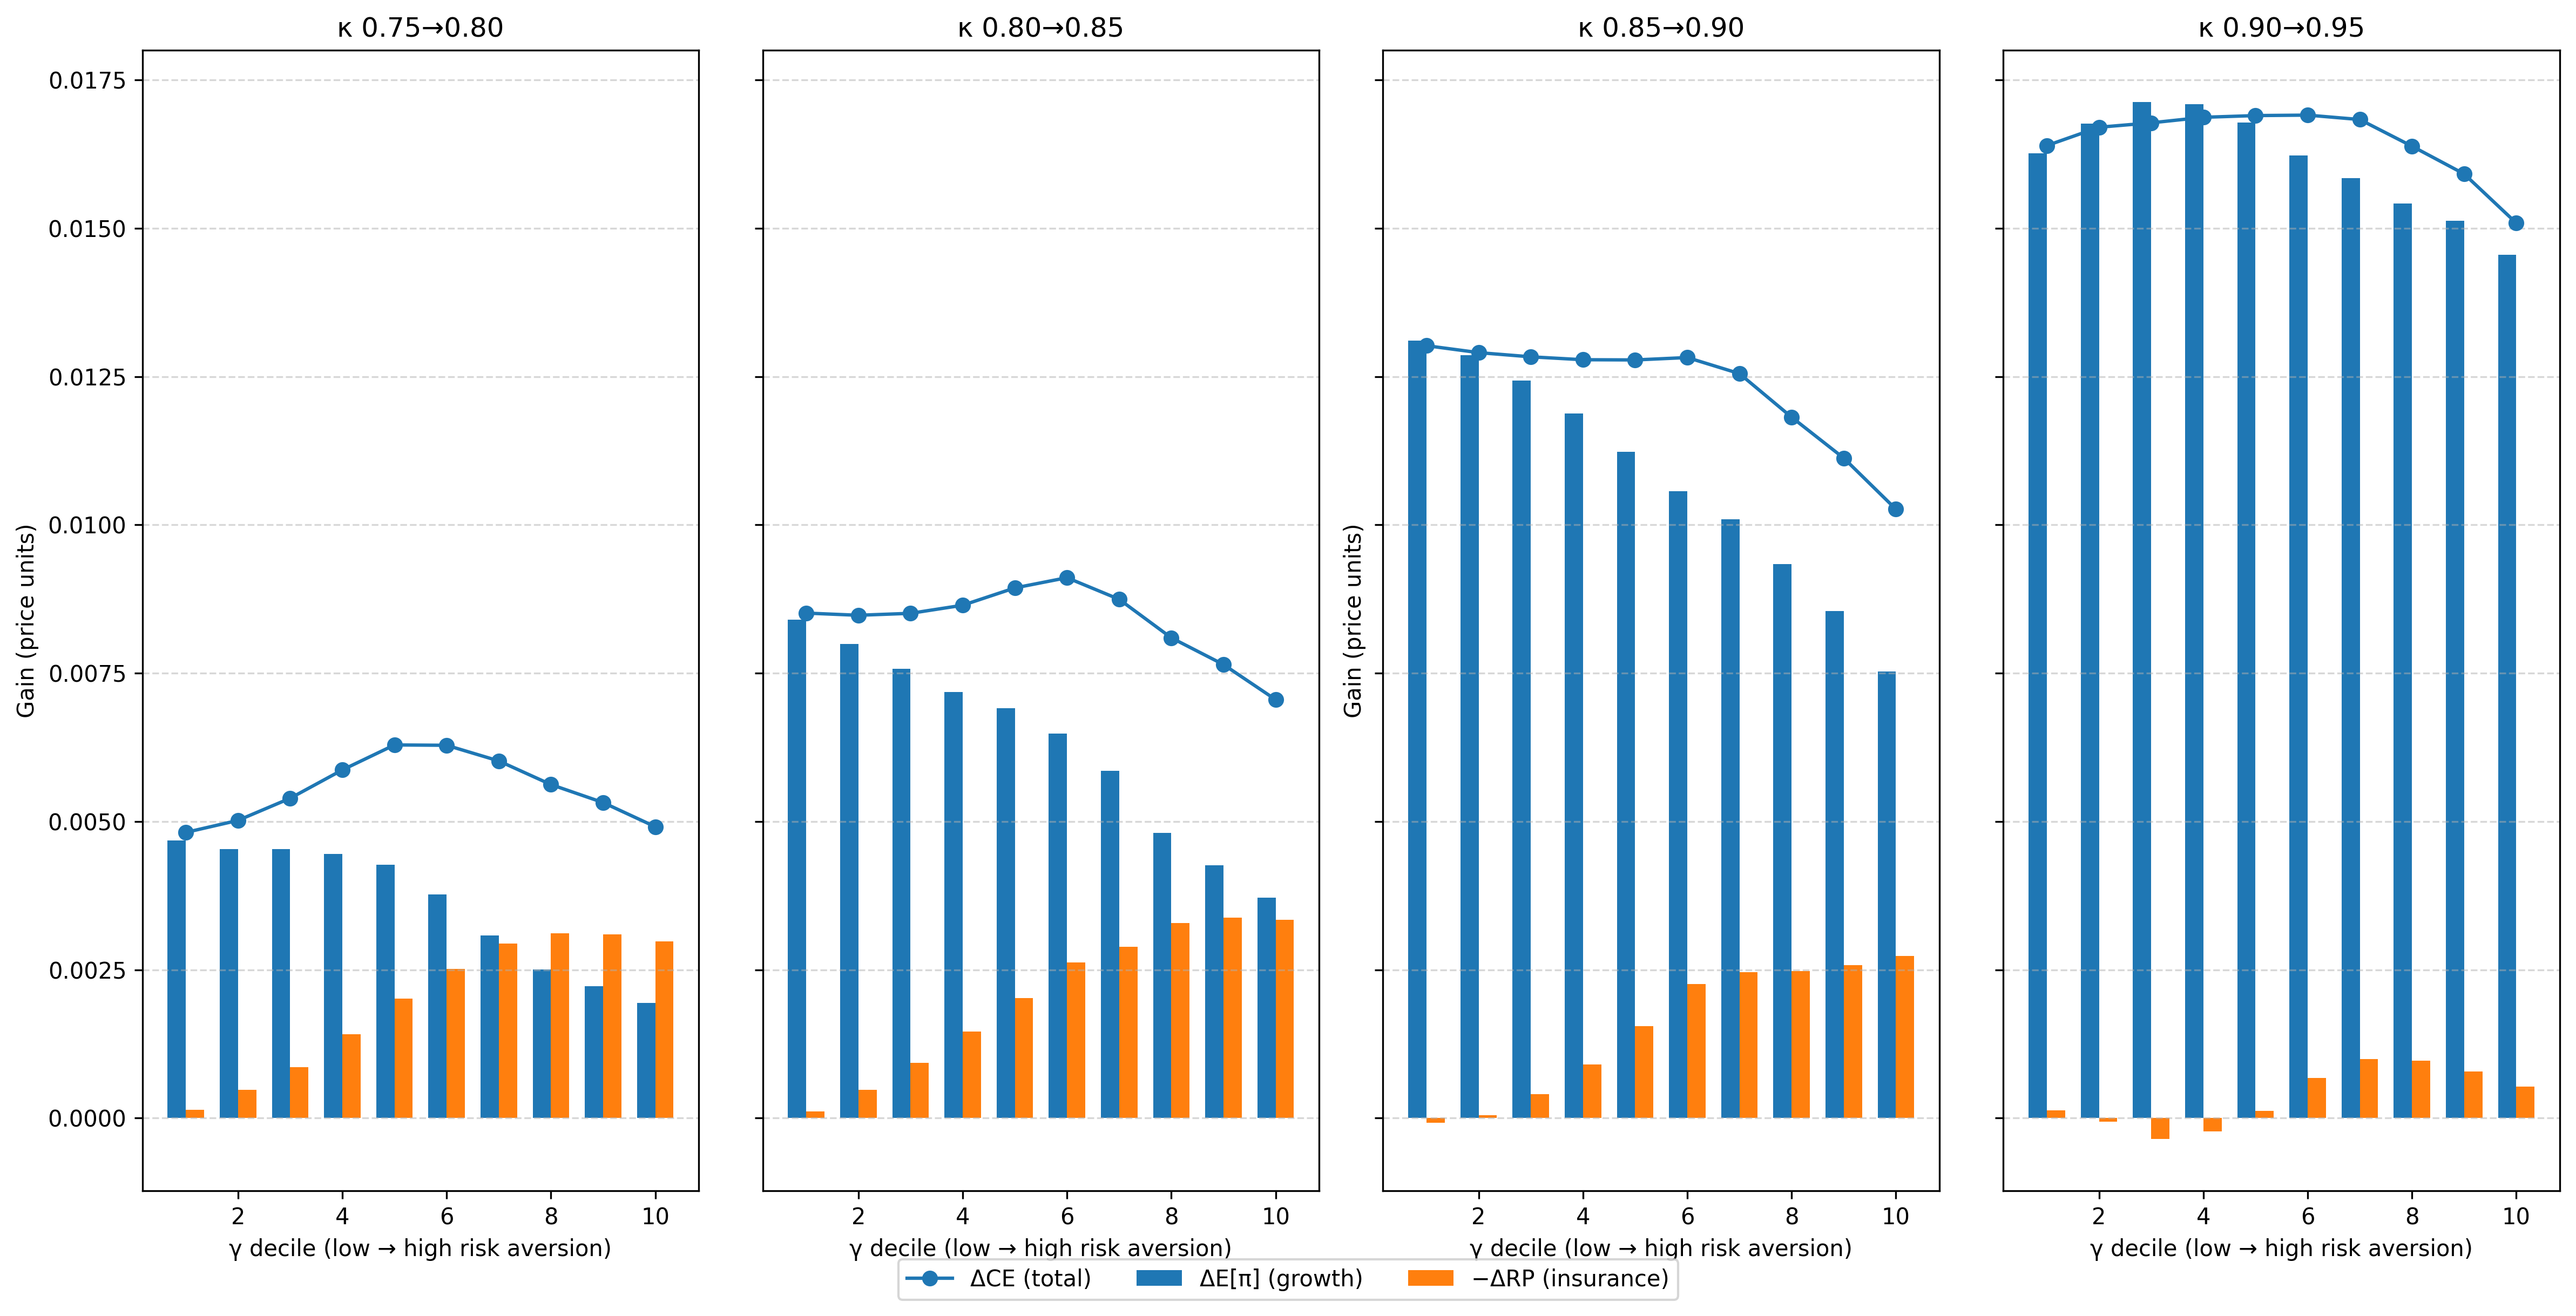 κ 0.75→0.80
κ 0.80→0.85
κ 0.85→0.90
κ 0.90→0.95
Gain (price units)
0.0175
0.0150
0.0125
0.0100
0.0075
0.0050
0.0025
0.0000
2 4 6 8 10
γ decile (low → high risk aversion)
2 4 6 8 10
γ decile (low → high risk aversion)
Gain (price units)
2 4 6 8 10
γ decile (low → high risk aversion)
2 4 6 8 10
γ decile (low → high risk aversion)
ΔCE (total)
ΔE[π] (growth)
−ΔRP (insurance)